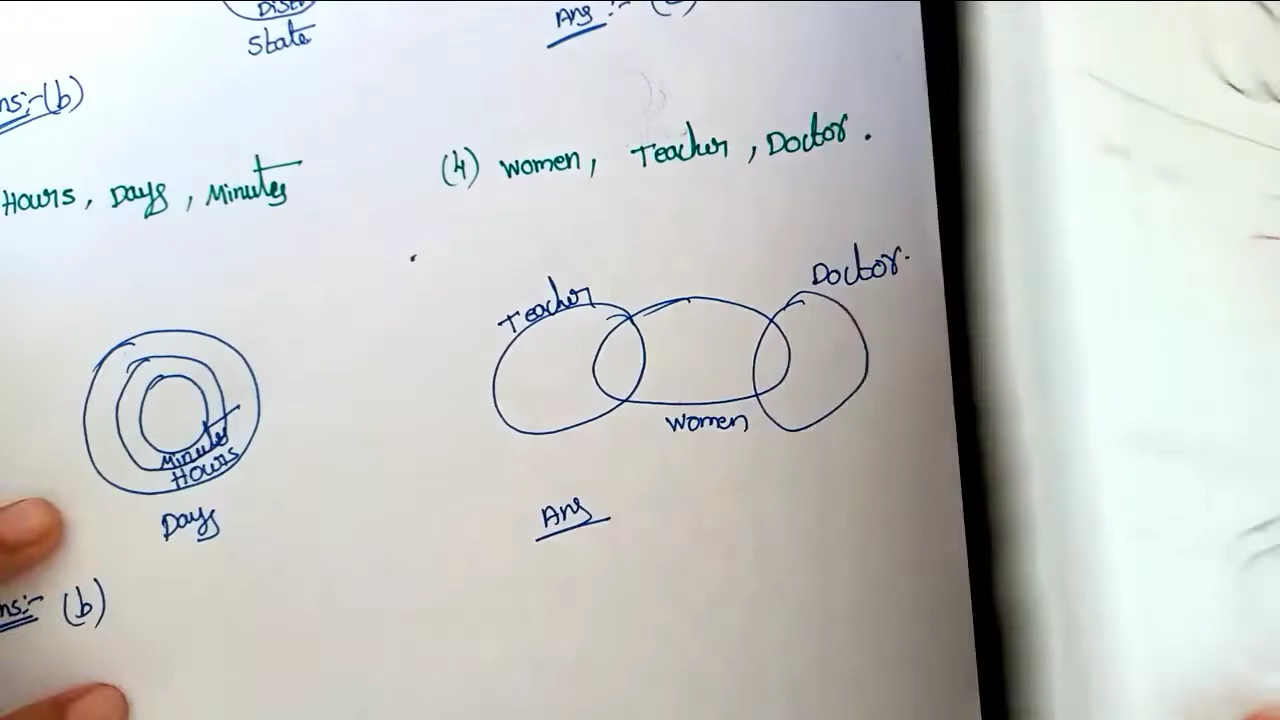 State
Ans :- (
ns:-(b)
Hours, Days, Minutes
(4) women, Teacher, Doctor.
Teacher
Doctor.
women
Minutes
Hours
Days
Ans
ns:- (b)